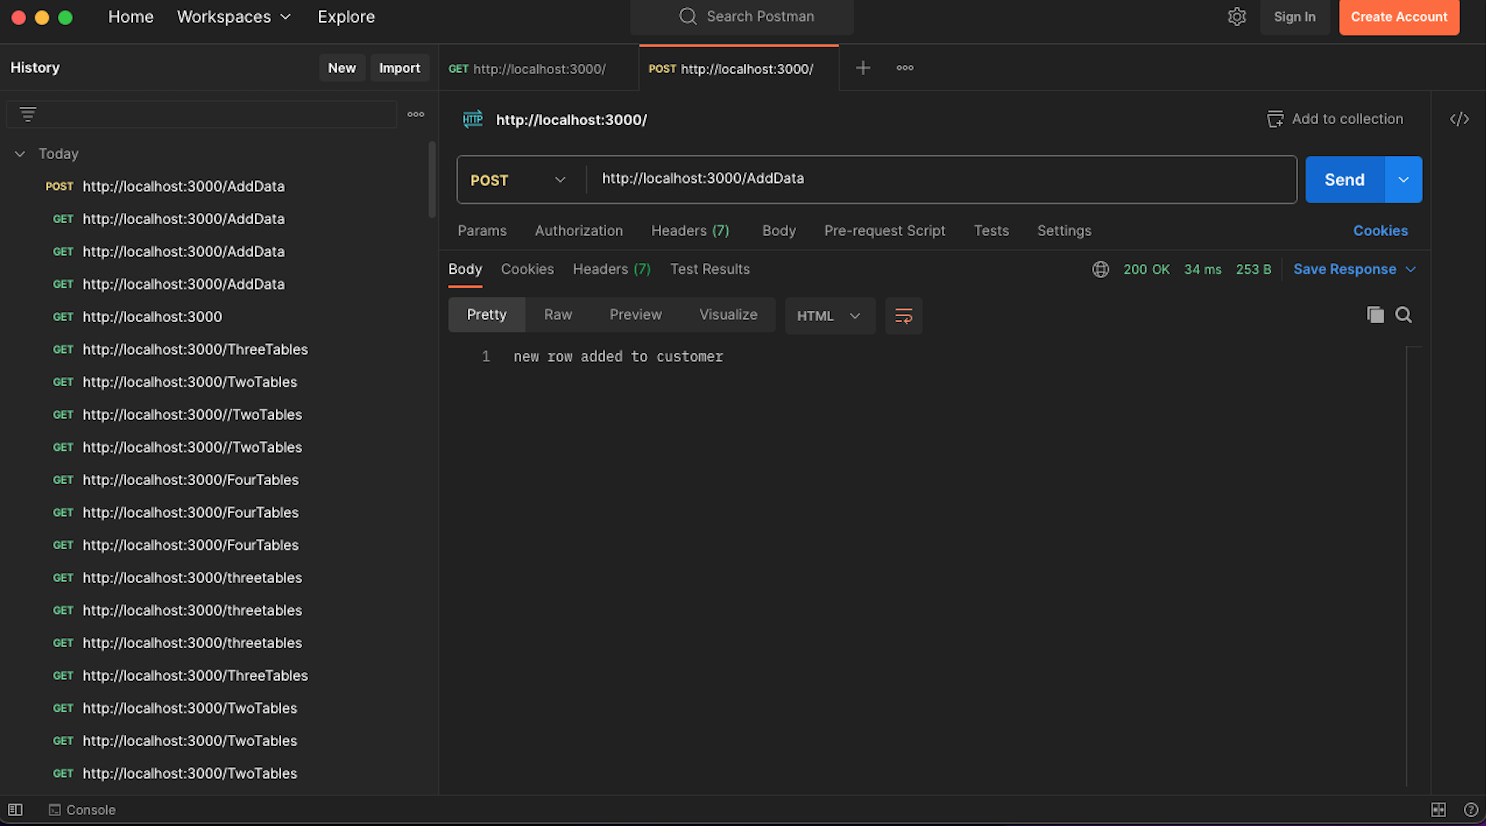 Home Workspaces Explore Search Postman Sign In Create Account
History New Import
GET http://localhost:3000/ POST http://localhost:3000/
HTTP http://localhost:3000/ Add to collection </>
Today
POST http://localhost:3000/AddData
GET http://localhost:3000/AddData
GET http://localhost:3000/AddData
GET http://localhost:3000/AddData
GET http://localhost:3000
GET http://localhost:3000/ThreeTables
GET http://localhost:3000/TwoTables
GET http://localhost:3000//TwoTables
GET http://localhost:3000//TwoTables
GET http://localhost:3000/FourTables
GET http://localhost:3000/FourTables
GET http://localhost:3000/FourTables
GET http://localhost:3000/threetables
GET http://localhost:3000/threetables
GET http://localhost:3000/threetables
GET http://localhost:3000/ThreeTables
GET http://localhost:3000/TwoTables
GET http://localhost:3000/TwoTables
GET http://localhost:3000/TwoTables
POST http://localhost:3000/AddData Send
Params Authorization Headers (7) Body Pre-request Script Tests Settings Cookies
Body Cookies Headers (7) Test Results 200 OK 34 ms 253 B Save Response
Pretty Raw Preview Visualize HTML
1 new row added to customer
Console